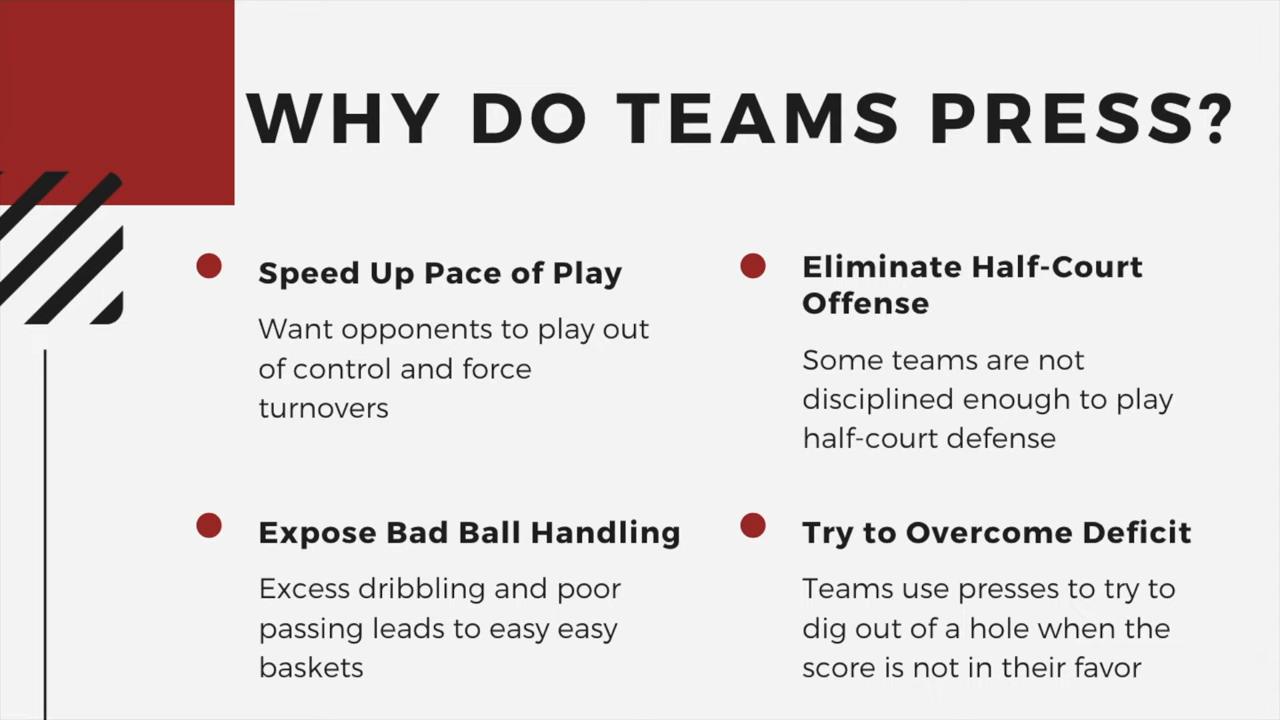 WHY DO TEAMS PRESS?
Speed Up Pace of Play
Want opponents to play out
of control and force
turnovers
Eliminate Half-Court
Offense
Some teams are not
disciplined enough to play
half-court defense
Expose Bad Ball Handling
Excess dribbling and poor
passing leads to easy easy
baskets
Try to Overcome Deficit
Teams use presses to try to
dig out of a hole when the
score is not in their favor